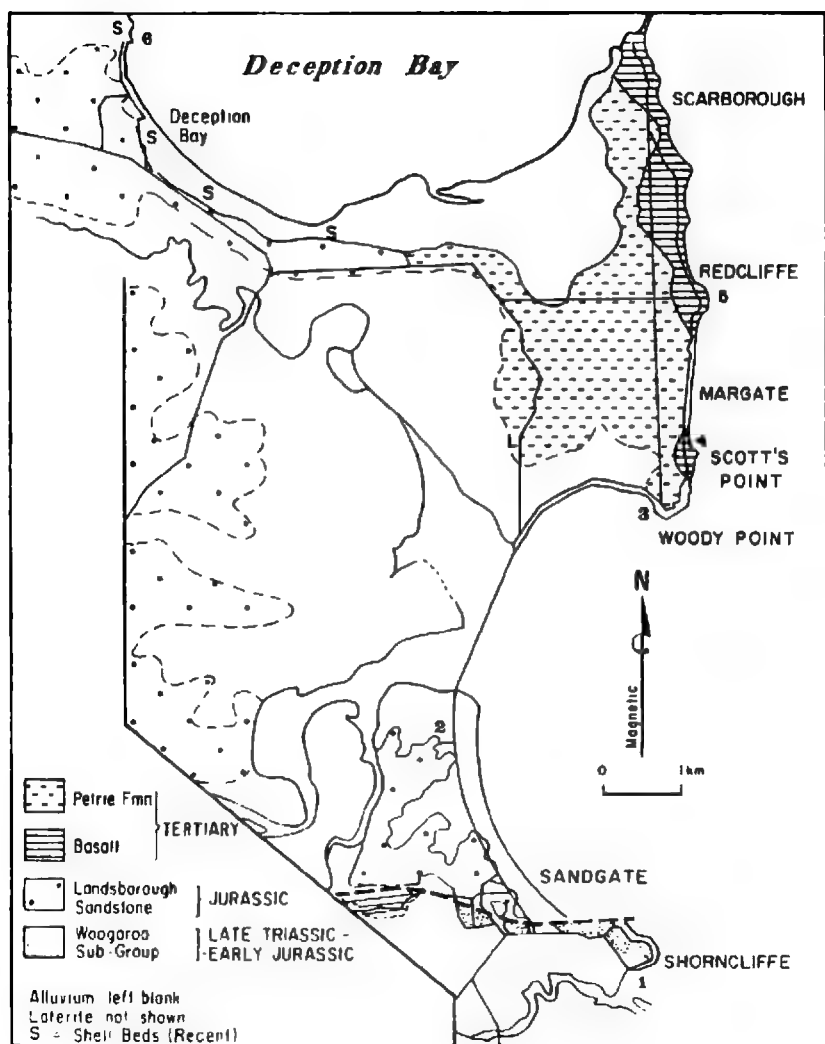 S
6
Deception Bay
SCARBOROUGH
Deception
Bay
S
S
S
REDCLIFFE
5
MARGATE
L
4
SCOTT'S
POINT
3
WOODY POINT
N
Magnetic
0 1km
2
Petrie Fmn
Basalt
TERTIARY
Landsborough
Sandstone
JURASSIC
Woogaroo
Sub-Group
LATE TRIASSIC -
EARLY JURASSIC
SANDGATE
SHORNCLIFFE
1
Alluvium left blank
Laterite not shown
S = Shell Beds (Recent)